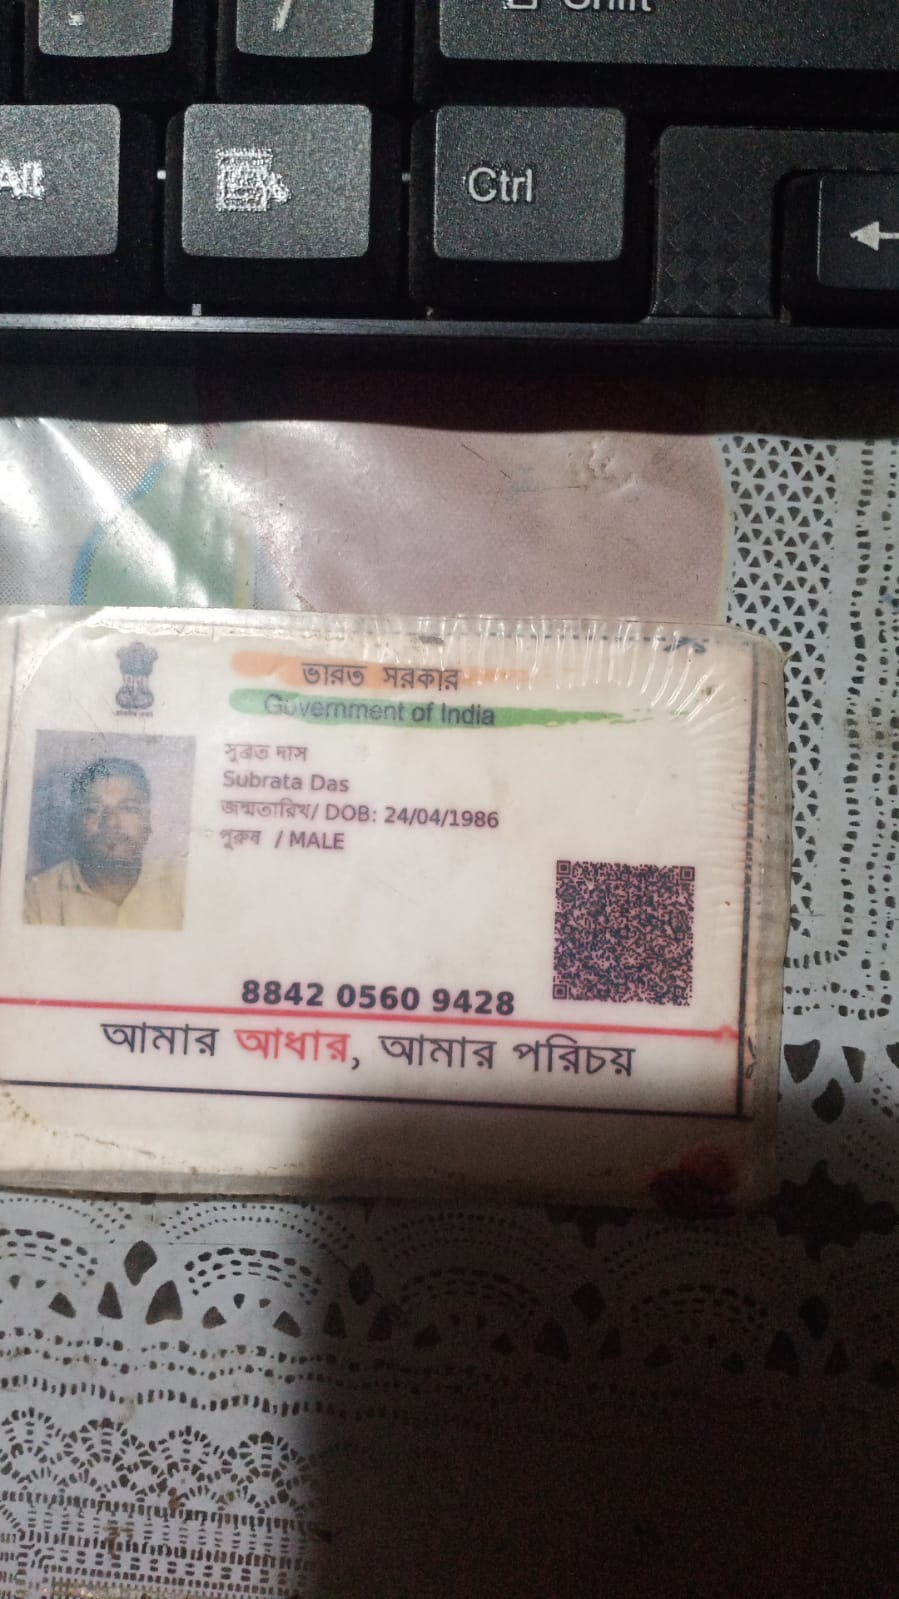 Shift
Alt
Ctrl
ভারত সরকার
Government of India
সুব্রত দাস
Subrata Das
জন্মতারিখ/ DOB: 24/04/1986
পুরুষ / MALE
8842 0560 9428
আমার আধার, আমার পরিচয়